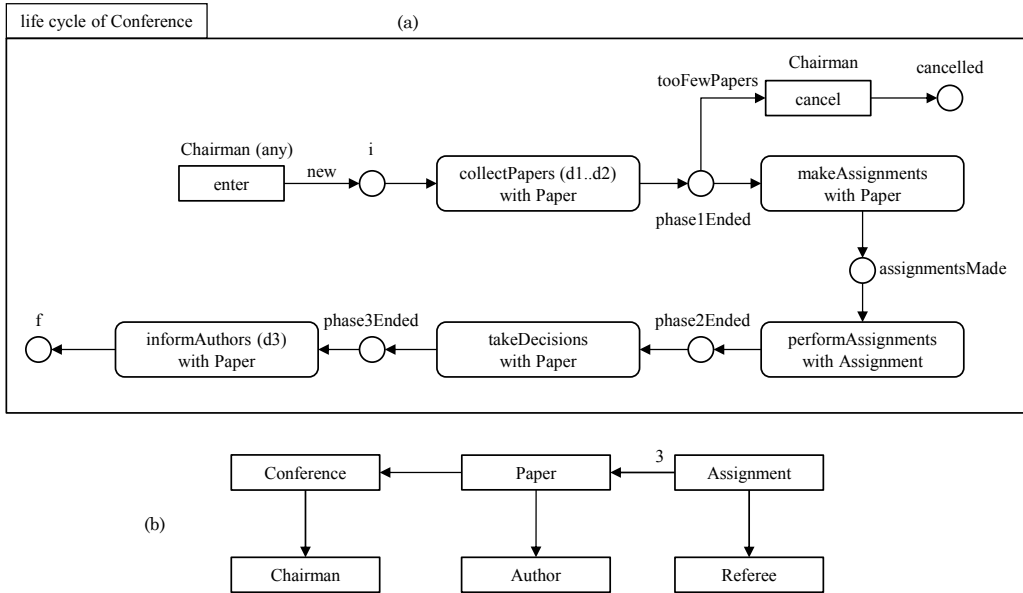 life cycle of Conference
(a)
Chairman
cancelled
tooFewPapers
cancel
Chairman (any)
i
new
enter
collectPapers (d1..d2)
with Paper
makeAssignments
with Paper
phase1Ended
assignmentsMade
f
phase3Ended
phase2Ended
informAuthors (d3)
with Paper
takeDecisions
with Paper
performAssignments
with Assignment
3
Conference
Paper
Assignment
(b)
Chairman
Author
Referee